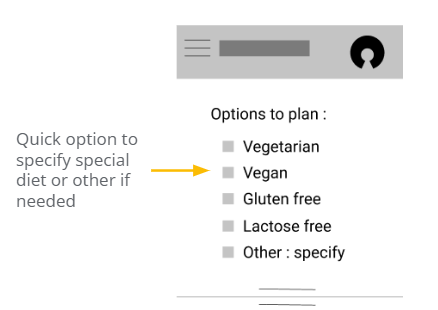 Options to plan :
Vegetarian
Quick option to
specify special
diet or other if
needed
Vegan
Gluten free
Lactose free
Other : specify